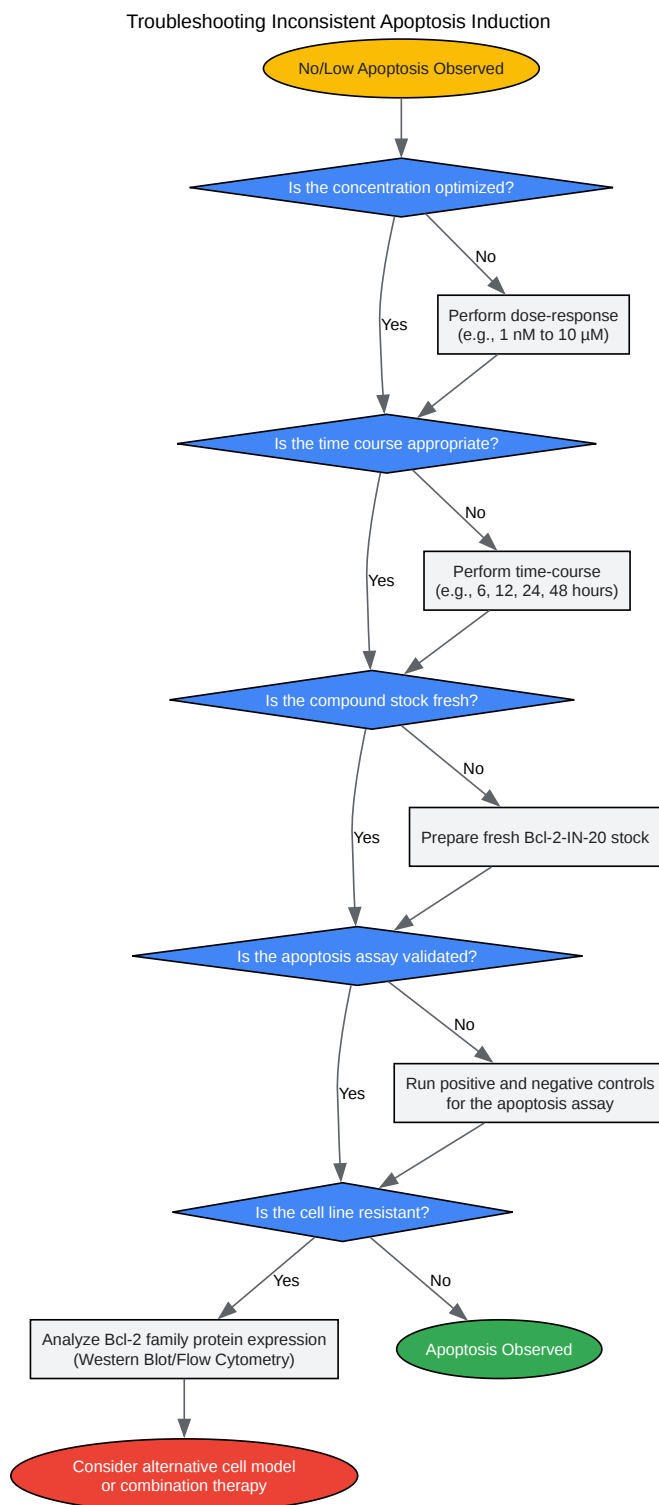 Troubleshooting Inconsistent Apoptosis Induction
No/Low Apoptosis Observed
Is the concentration optimized?
No
Perform dose-response
(e.g., 1 nM to 10 µM)
Yes
Is the time course appropriate?
No
Perform time-course
(e.g., 6, 12, 24, 48 hours)
Yes
Is the compound stock fresh?
No
Prepare fresh Bcl-2-IN-20 stock
Yes
Is the apoptosis assay validated?
No
Run positive and negative controls
for the apoptosis assay
Yes
Is the cell line resistant?
Yes
No
Analyze Bcl-2 family protein expression
(Western Blot/Flow Cytometry)
Apoptosis Observed
Consider alternative cell model
or combination therapy